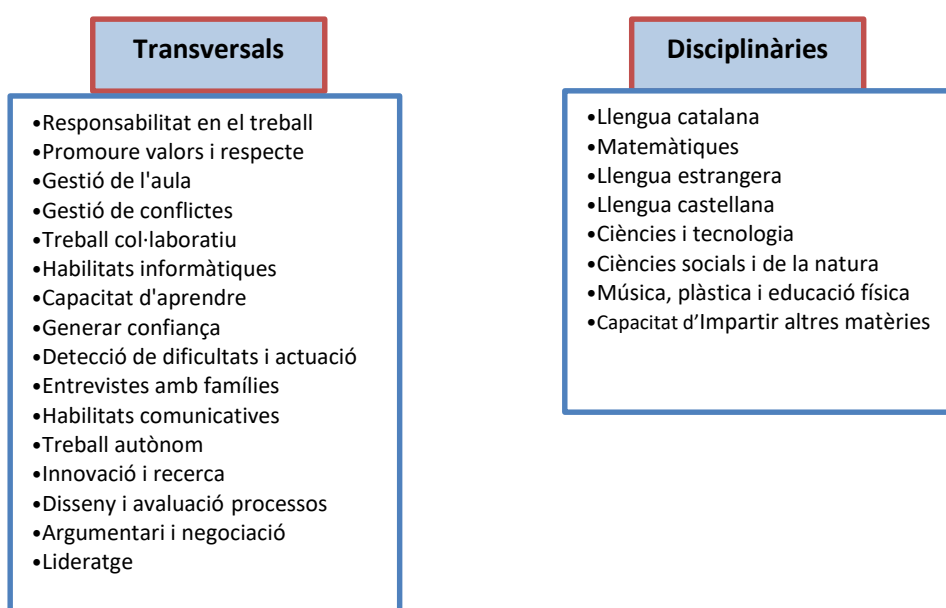 Transversals
•Responsabilitat en el treball
•Promoure valors i respecte
•Gestió de l'aula
•Gestió de conflictes
•Treball col·laboratiu
•Habilitats informàtiques
•Capacitat d'aprendre
•Generar confiança
•Detecció de dificultats i actuació
•Entrevistes amb famílies
•Habilitats comunicatives
•Treball autònom
•Innovació i recerca
•Disseny i avaluació processos
•Argumentari i negociació
•Lideratge
Disciplinàries
•Llengua catalana
•Matemàtiques
•Llengua estrangera
•Llengua castellana
•Ciències i tecnologia
•Ciències socials i de la natura
•Música, plàstica i educació física
•Capacitat d’Impartir altres matèries